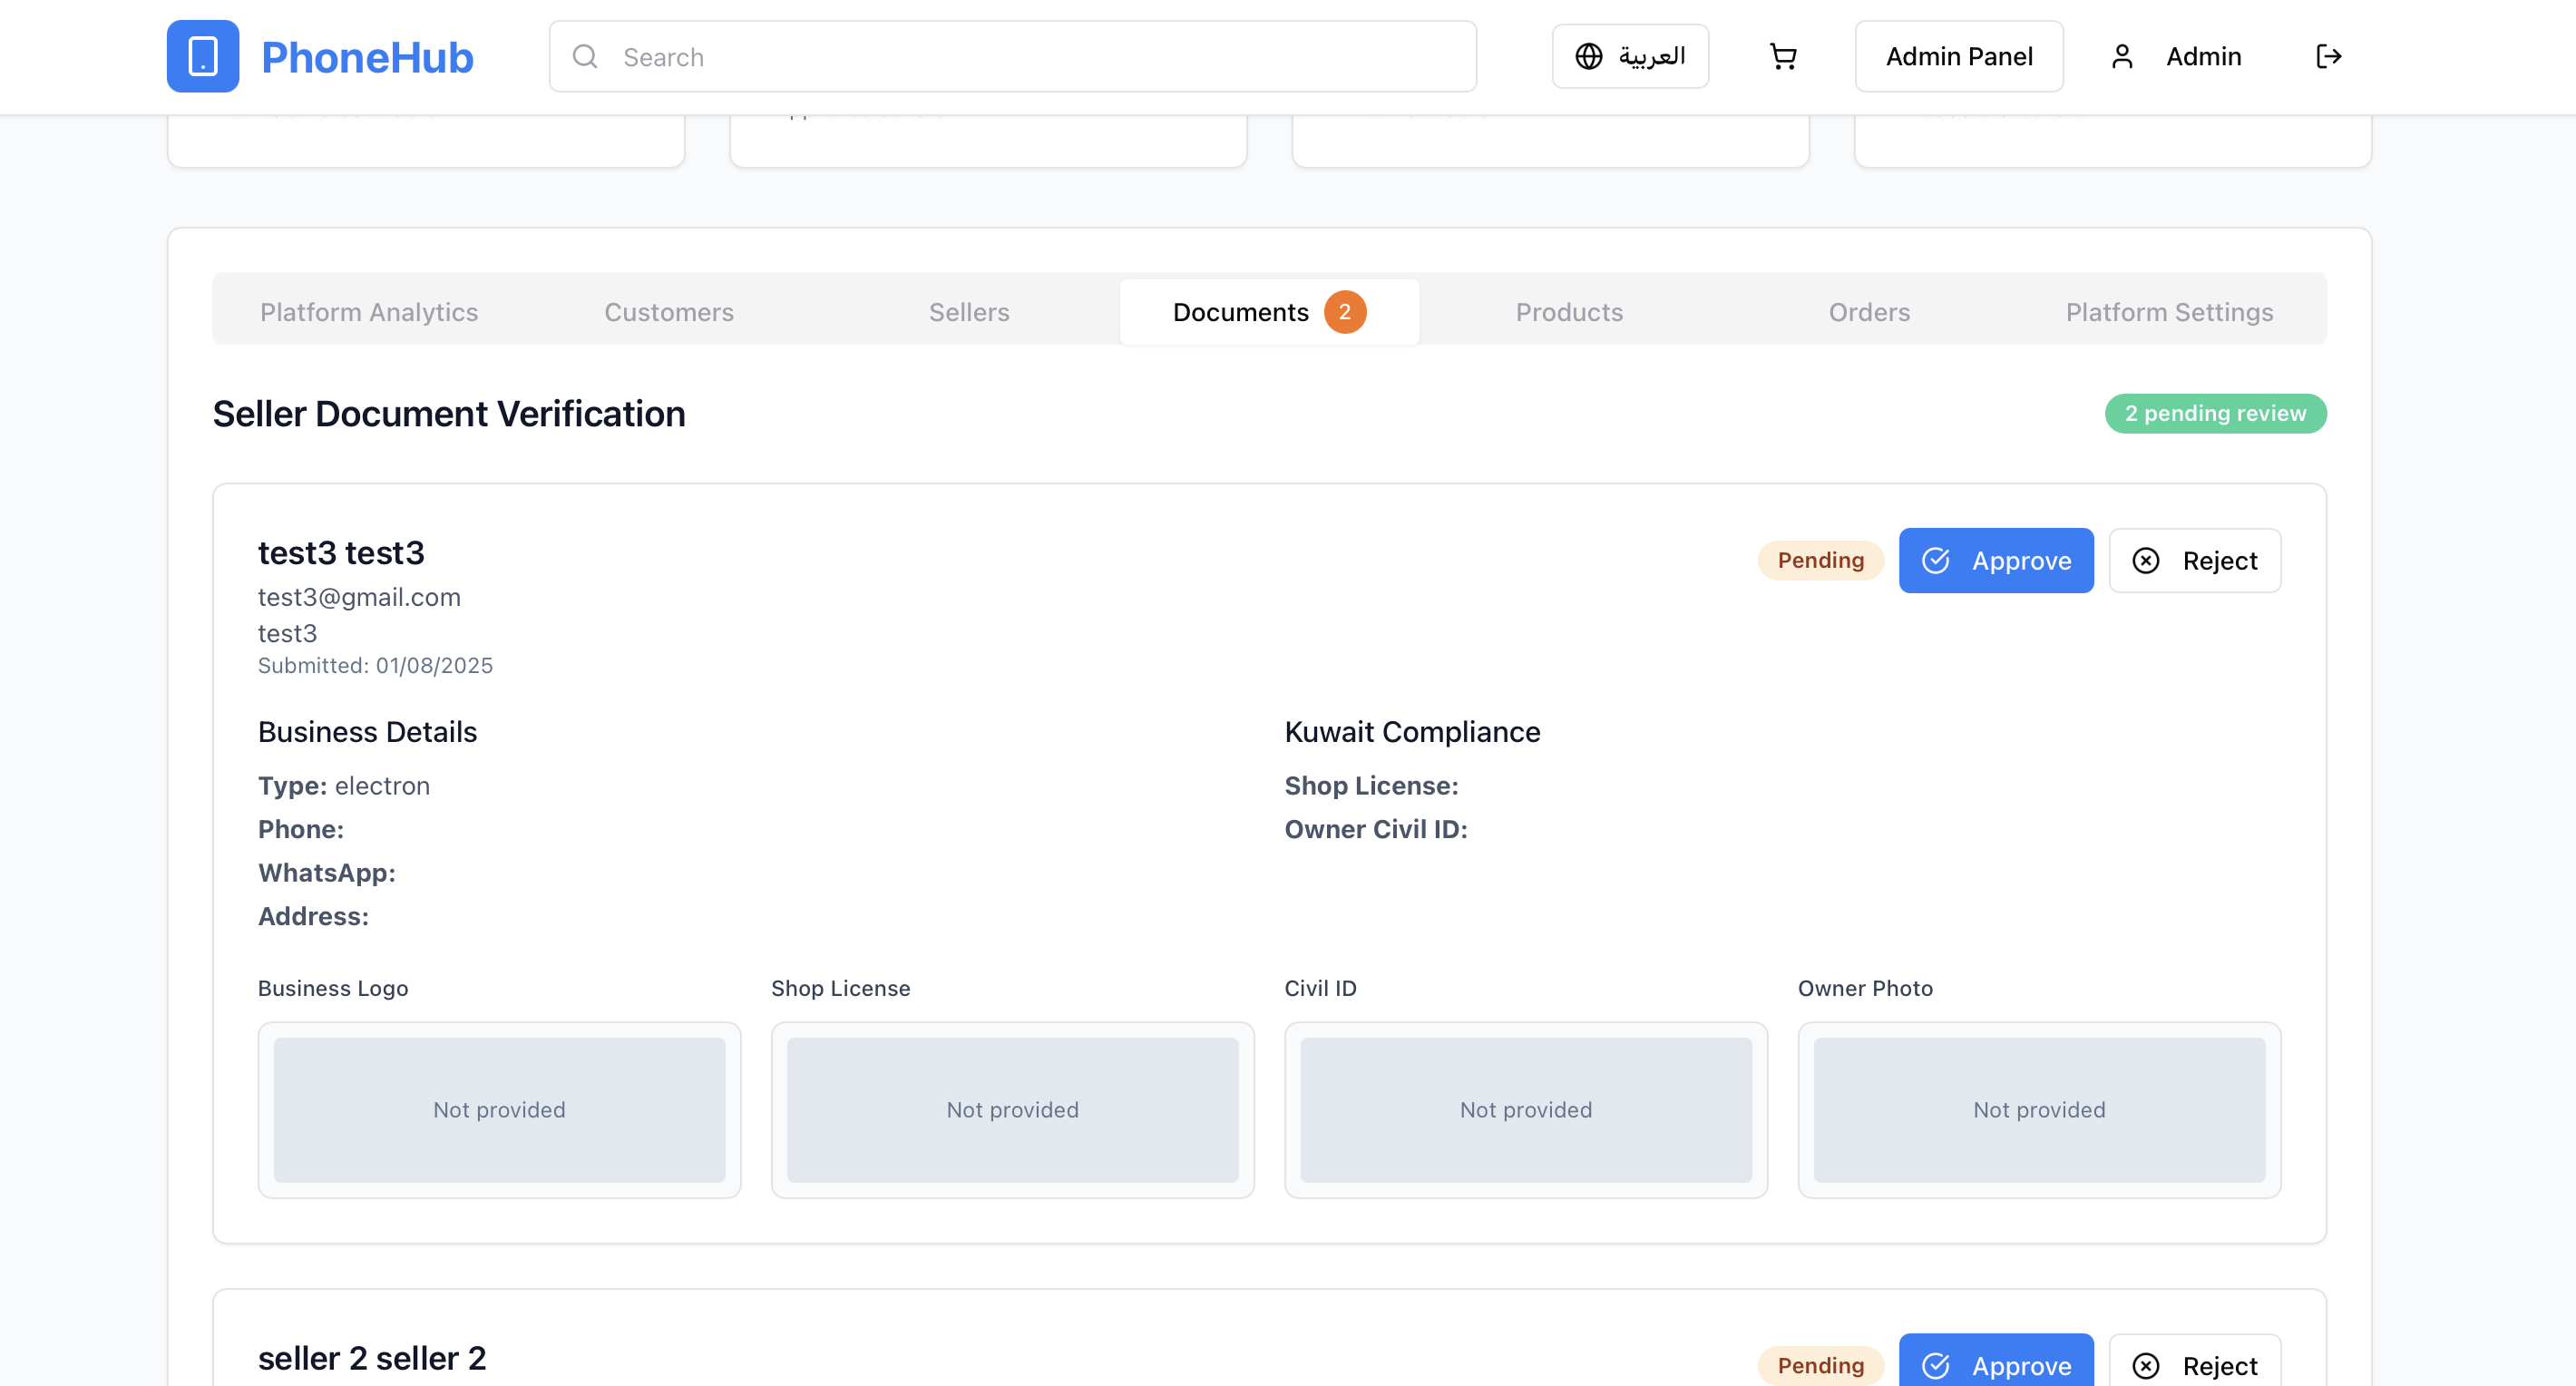 PhoneHub
Search
العربية
Admin Panel
Admin
Platform Analytics
Customers
Sellers
Documents 2
Products
Orders
Platform Settings
Seller Document Verification
2 pending review
test3 test3
Pending
Approve
Reject
test3@gmail.com
test3
Submitted: 01/08/2025
Business Details
Type: electron
Phone:
WhatsApp:
Address:
Kuwait Compliance
Shop License:
Owner Civil ID:
Business Logo
Shop License
Civil ID
Owner Photo
Not provided
Not provided
Not provided
Not provided
seller 2 seller 2
Pending
Approve
Reject